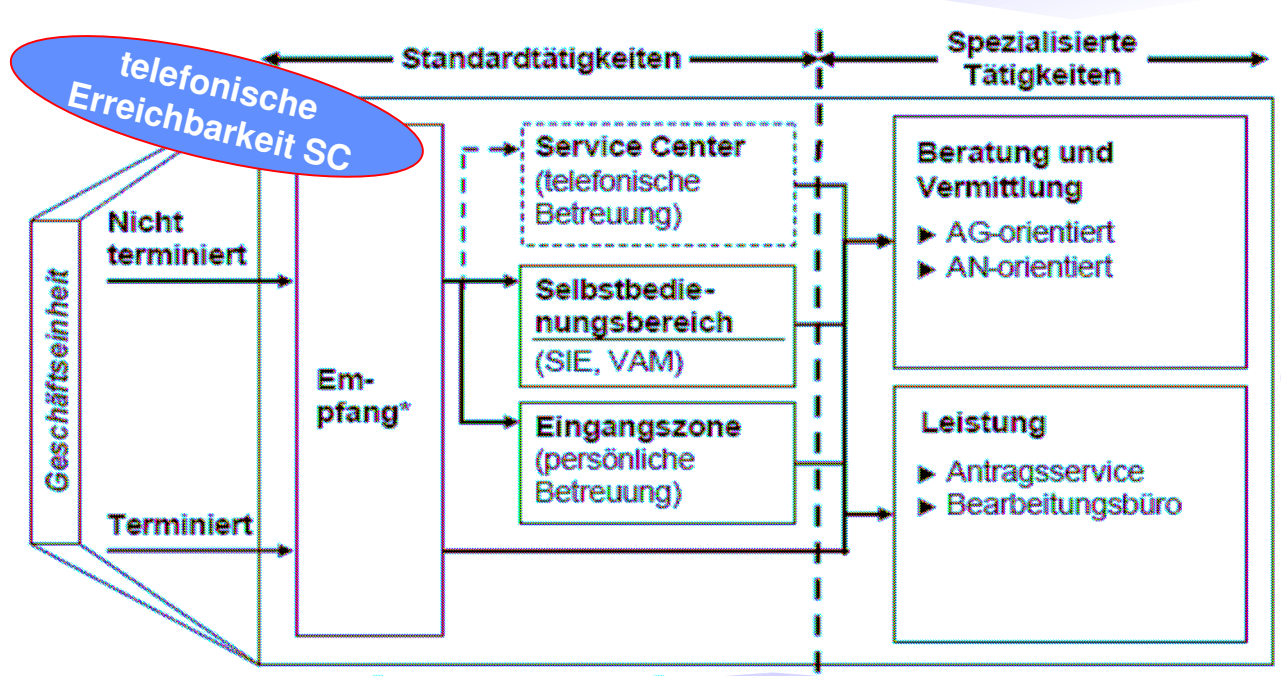 telefonische
Erreichbarkeit SC
Standardtätigkeiten
Spezialisierte
Tätigkeiten
Geschäftseinheit
Nicht
terminiert
Terminiert
Em-
pfang*
Service Center
(telefonische
Betreuung)
Selbstbedie-
nungsbereich
(SIE, VAM)
Eingangszone
(persönliche
Betreuung)
Beratung und
Vermittlung
► AG-orientiert
► AN-orientiert
Leistung
► Antragsservice
► Bearbeitungsbüro